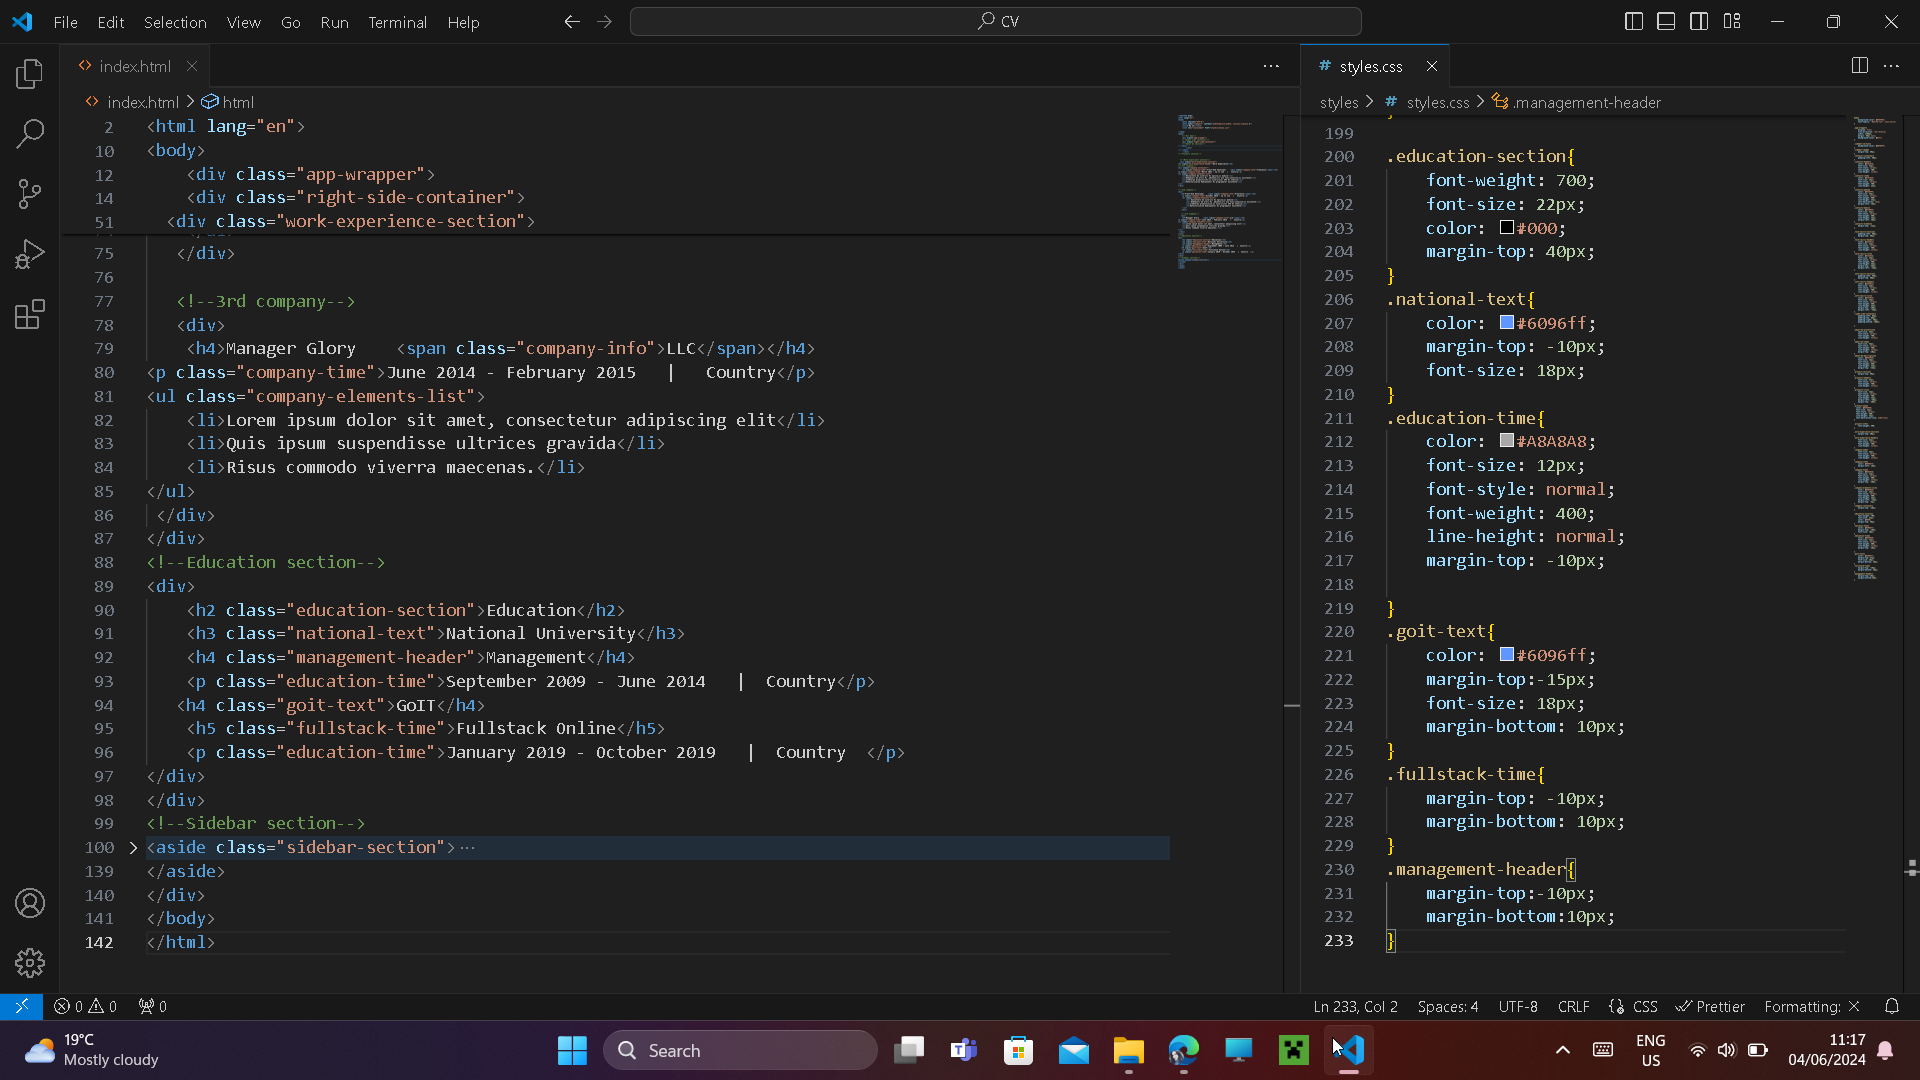 File Edit Selection View Go Run Terminal Help
CV
index.html
styles.css
index.html > html
styles > styles.css > .management-header
2 <html lang="en">
10 <body>
12 <div class="app-wrapper">
14 <div class="right-side-container">
51 <div class="work-experience-section">
75 </div>
76
77 <!--3rd company-->
78 <div>
79 <h4>Manager Glory    <span class="company-info">LLC</span></h4>
80 <p class="company-time">June 2014 - February 2015   |   Country</p>
81 <ul class="company-elements-list">
82 <li>Lorem ipsum dolor sit amet, consectetur adipiscing elit</li>
83 <li>Quis ipsum suspendisse ultrices gravida</li>
84 <li>Risus commodo viverra maecenas.</li>
85 </ul>
86 </div>
87 </div>
88 <!--Education section-->
89 <div>
90 <h2 class="education-section">Education</h2>
91 <h3 class="national-text">National University</h3>
92 <h4 class="management-header">Management</h4>
93 <p class="education-time">September 2009 - June 2014   |  Country</p>
94 <h4 class="goit-text">GoIT</h4>
95 <h5 class="fullstack-time">Fullstack Online</h5>
96 <p class="education-time">January 2019 - October 2019   |  Country  </p>
97 </div>
98 </div>
99 <!--Sidebar section-->
100 <aside class="sidebar-section">···
139 </aside>
140 </div>
141 </body>
142 </html>
199
200 .education-section{
201 font-weight: 700;
202 font-size: 22px;
203 color: #000;
204 margin-top: 40px;
205 }
206 .national-text{
207 color: #6096ff;
208 margin-top: -10px;
209 font-size: 18px;
210 }
211 .education-time{
212 color: #A8A8A8;
213 font-size: 12px;
214 font-style: normal;
215 font-weight: 400;
216 line-height: normal;
217 margin-top: -10px;
218
219 }
220 .goit-text{
221 color: #6096ff;
222 margin-top:-15px;
223 font-size: 18px;
224 margin-bottom: 10px;
225 }
226 .fullstack-time{
227 margin-top: -10px;
228 margin-bottom: 10px;
229 }
230 .management-header{
231 margin-top:-10px;
232 margin-bottom:10px;
233 }
0 0 0
Ln 233, Col 2 Spaces: 4 UTF-8 CRLF CSS Prettier Formatting: ×
19°C
Mostly cloudy
Search
ENG
US
11:17
04/06/2024